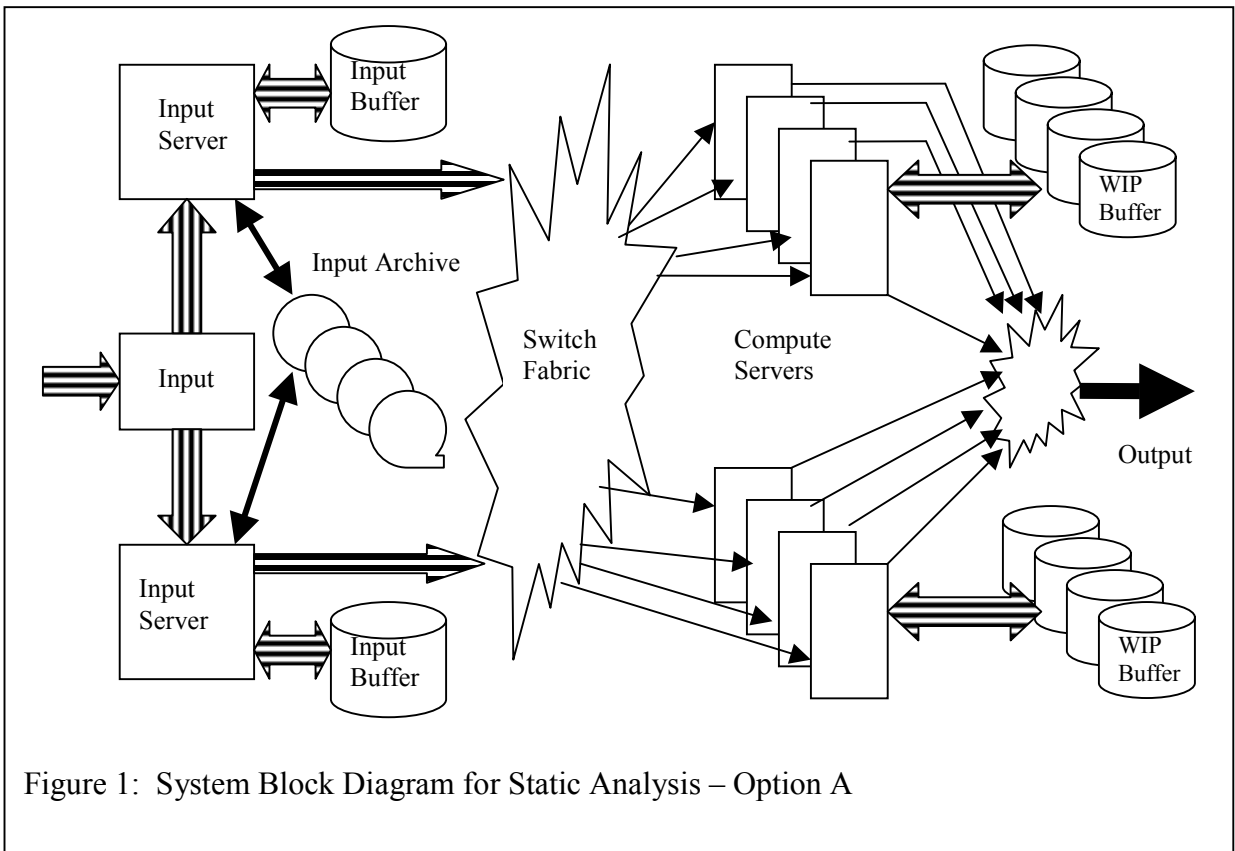 Input
Server
Input
Buffer
Input Archive
Input
Switch
Fabric
Compute
Servers
WIP
Buffer
Output
Input
Server
Input
Buffer
WIP
Buffer
Figure 1:  System Block Diagram for Static Analysis – Option A